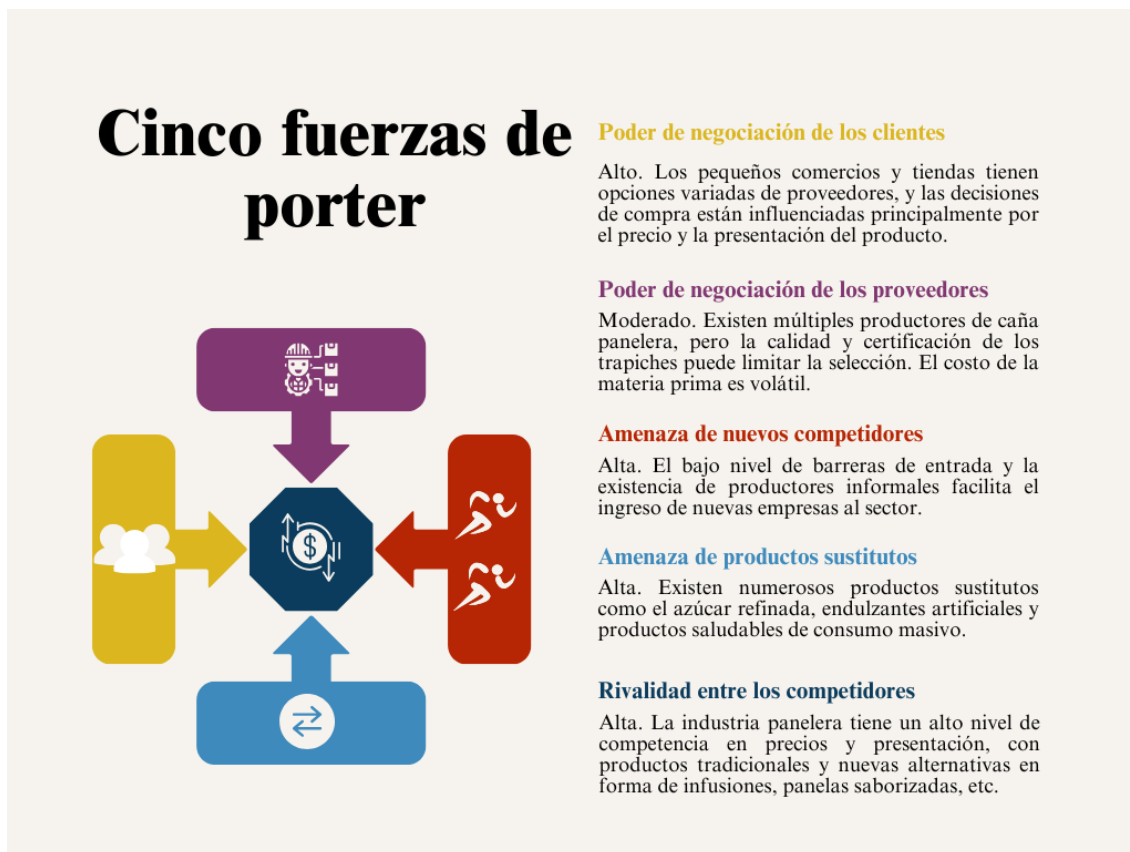 Cinco fuerzas de
porter
Poder de negociación de los clientes
Alto. Los pequeños comercios y tiendas tienen
opciones variadas de proveedores, y las decisiones
de compra están influenciadas principalmente por
el precio y la presentación del producto.
Poder de negociación de los proveedores
Moderado. Existen múltiples productores de caña
panelera, pero la calidad y certificación de los
trapiches puede limitar la selección. El costo de la
materia prima es volátil.
Amenaza de nuevos competidores
Alta. El bajo nivel de barreras de entrada y la
existencia de productores informales facilita el
ingreso de nuevas empresas al sector.
Amenaza de productos sustitutos
Alta. Existen numerosos productos sustitutos
como el azúcar refinada, endulzantes artificiales y
productos saludables de consumo masivo.
Rivalidad entre los competidores
Alta. La industria panelera tiene un alto nivel de
competencia en precios y presentación, con
productos tradicionales y nuevas alternativas en
forma de infusiones, panelas saborizadas, etc.
$